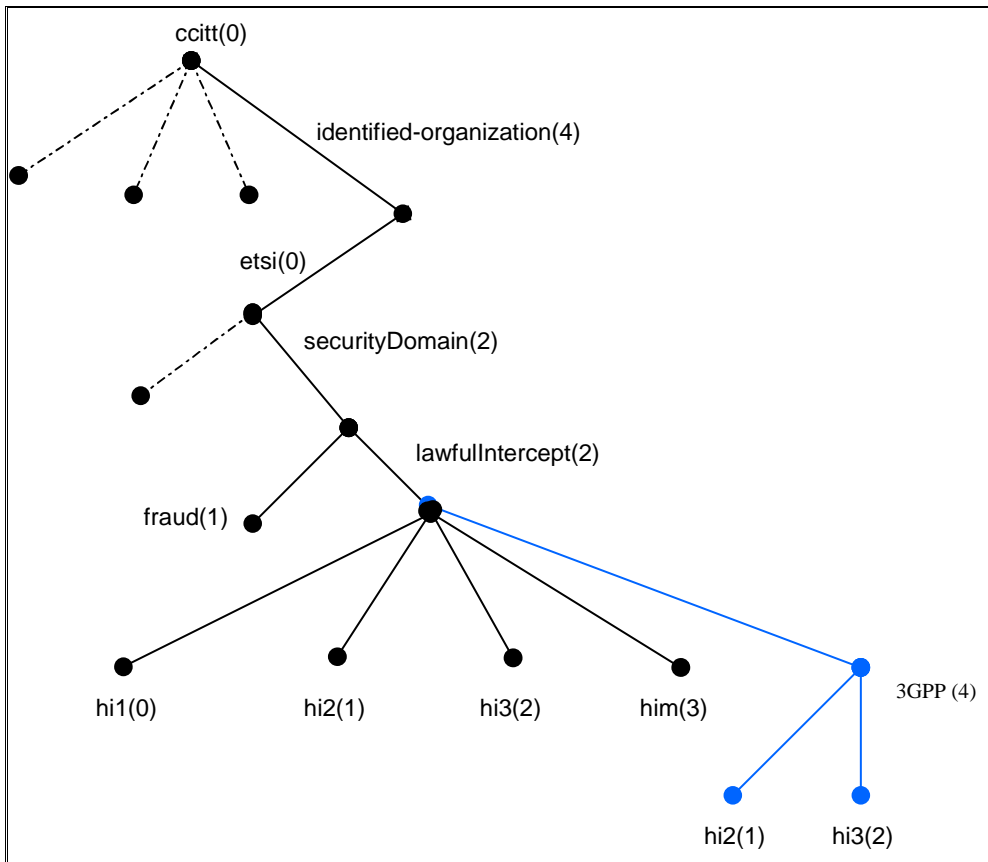 ccitt(0)
identified-organization(4)
etsi(0)
securityDomain(2)
lawfulIntercept(2)
fraud(1)
3GPP (4)
hi1(0)
hi2(1)
hi3(2)
him(3)
hi2(1)
hi3(2)